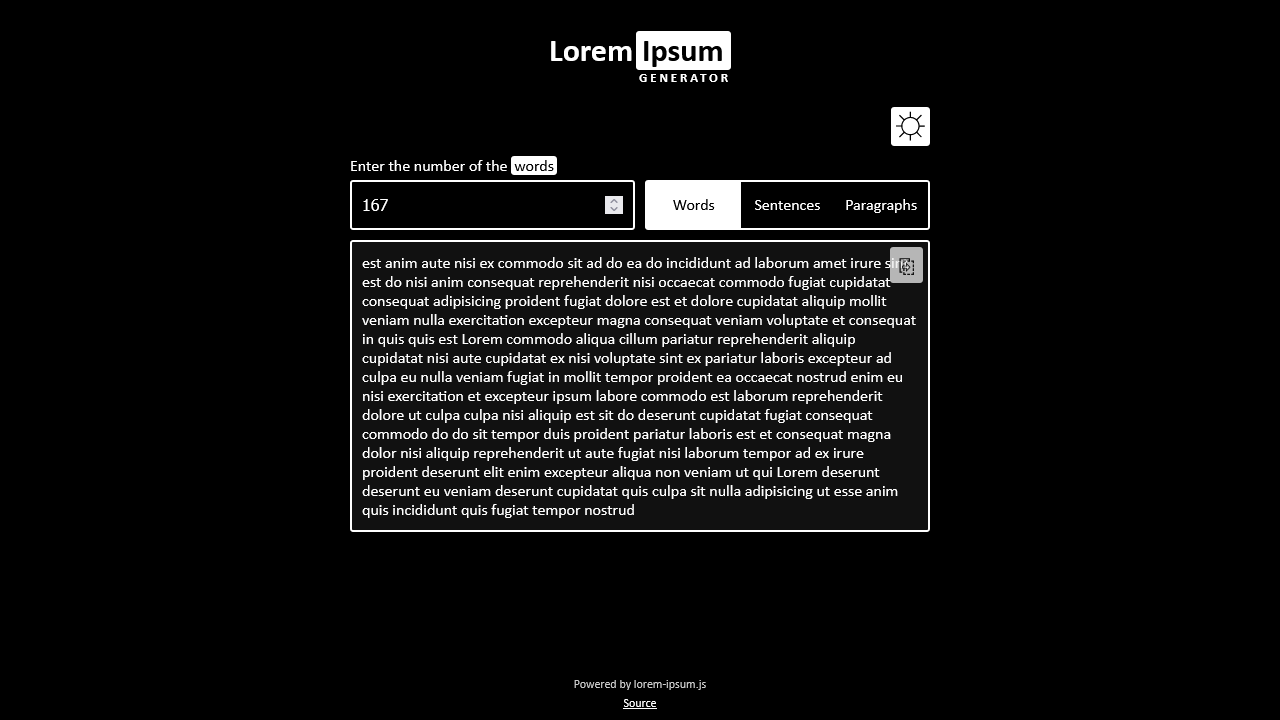 Lorem Ipsum
GENERATOR
Enter the number of the words
167
Words Sentences Paragraphs
est anim aute nisi ex commodo sit ad do ea do incididunt ad laborum amet irure sint
est do nisi anim consequat reprehenderit nisi occaecat commodo fugiat cupidatat
consequat adipisicing proident fugiat dolore est et dolore cupidatat aliquip mollit
veniam nulla exercitation excepteur magna consequat veniam voluptate et consequat
in quis quis est Lorem commodo aliqua cillum pariatur reprehenderit aliquip
cupidatat nisi aute cupidatat ex nisi voluptate sint ex pariatur laboris excepteur ad
culpa eu nulla veniam fugiat in mollit tempor proident ea occaecat nostrud enim eu
nisi exercitation et excepteur ipsum labore commodo est laborum reprehenderit
dolore ut culpa culpa nisi aliquip est sit do deserunt cupidatat fugiat consequat
commodo do do sit tempor duis proident pariatur laboris est et consequat magna
dolor nisi aliquip reprehenderit ut aute fugiat nisi laborum tempor ad ex irure
proident deserunt elit enim excepteur aliqua non veniam ut qui Lorem deserunt
deserunt eu veniam deserunt cupidatat quis culpa sit nulla adipisicing ut esse anim
quis incididunt quis fugiat tempor nostrud
Powered by lorem-ipsum.js
Source